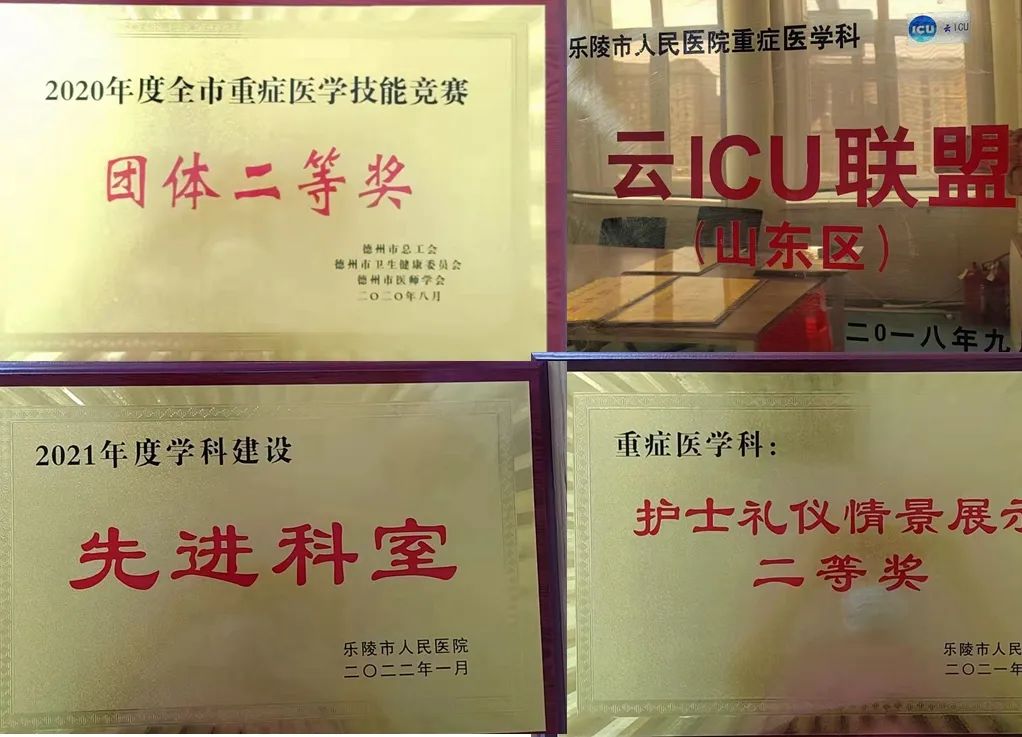 2020年度全市重症医学技能竞赛
团体二等奖
德州市总工会
德州市卫生健康委员会
德州市医师学会
二〇二〇年八月
乐陵市人民医院重症医学科
ICU 云ICU
云ICU联盟
(山东区)
二0一八年九月
2021年度学科建设
先进科室
乐陵市人民医院
二〇二二年一月
重症医学科：
护士礼仪情景展示
二等奖
乐陵市人民
二〇二一年